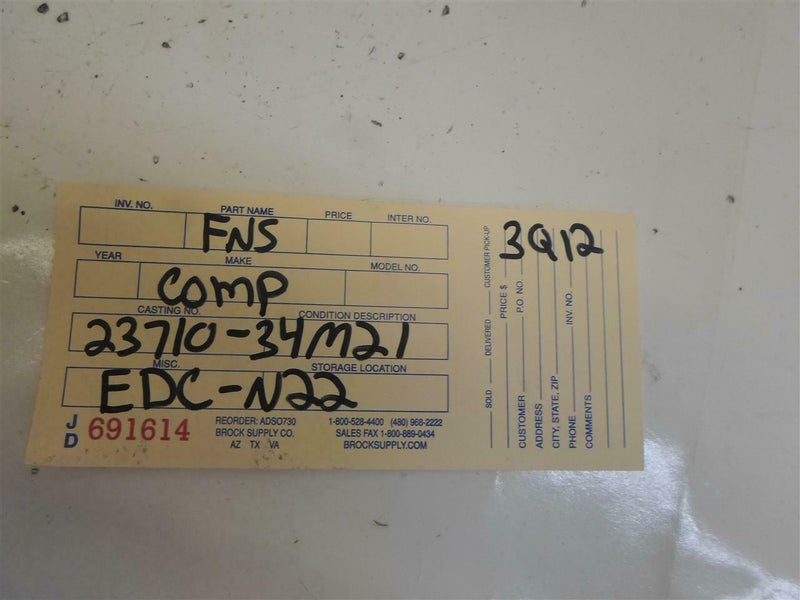 INV. NO. PART NAME PRICE INTER NO.
FNS
YEAR MAKE MODEL NO.
COMP
CASTING NO. CONDITION DESCRIPTION
23710-34M21
MISC. STORAGE LOCATION
EDC-N22
JD 691614
REORDER: ADSO730
BROCK SUPPLY CO.
AZ TX VA
1-800-528-4400 (480) 968-2222
SALES FAX 1-800-889-0434
BROCKSUPPLY.COM
3Q12
SOLD DELIVERED CUSTOMER PICK-UP
PRICE $
CUSTOMER P.O. NO.
ADDRESS
CITY, STATE, ZIP
PHONE INV. NO.
COMMENTS